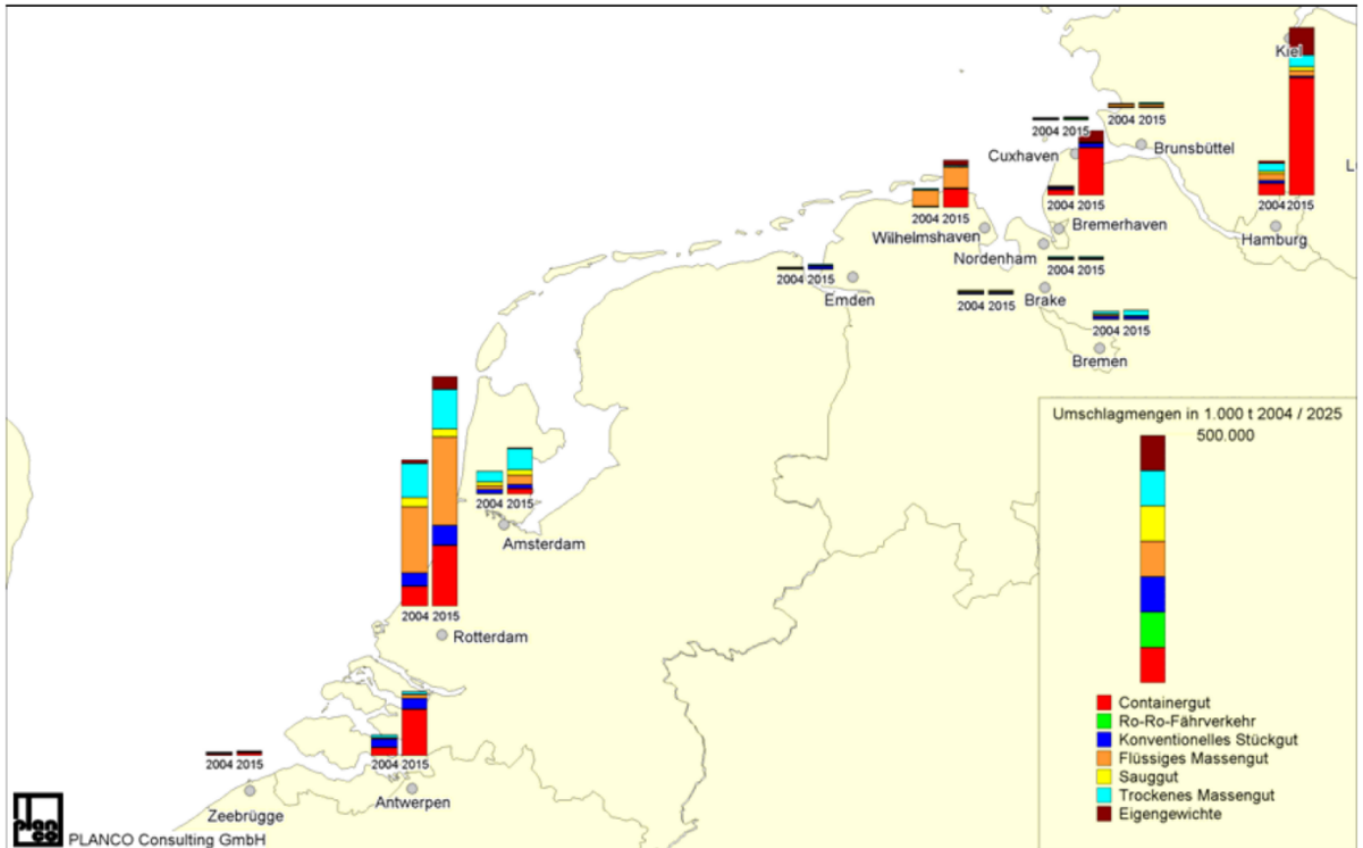 Kiel
2004 2015
Brunsbüttel
2004 2015
Cuxhaven
L
2004 2015
Bremerhaven
2004 2015
Hamburg
2004 2015
Wilhelmshaven
Nordenham
2004 2015
2004 2015
Emden
2004 2015
Brake
2004 2015
Bremen
Umschlagmengen in 1.000 t 2004 / 2025
500.000
2004 2015
Amsterdam
2004 2015
Rotterdam
Containergut
Ro-Ro-Fährverkehr
Konventionelles Stückgut
Flüssiges Massengut
Sauggut
Trockenes Massengut
Eigengewichte
2004 2015
Zeebrügge
2004 2015
Antwerpen
plan
co
PLANCO Consulting GmbH